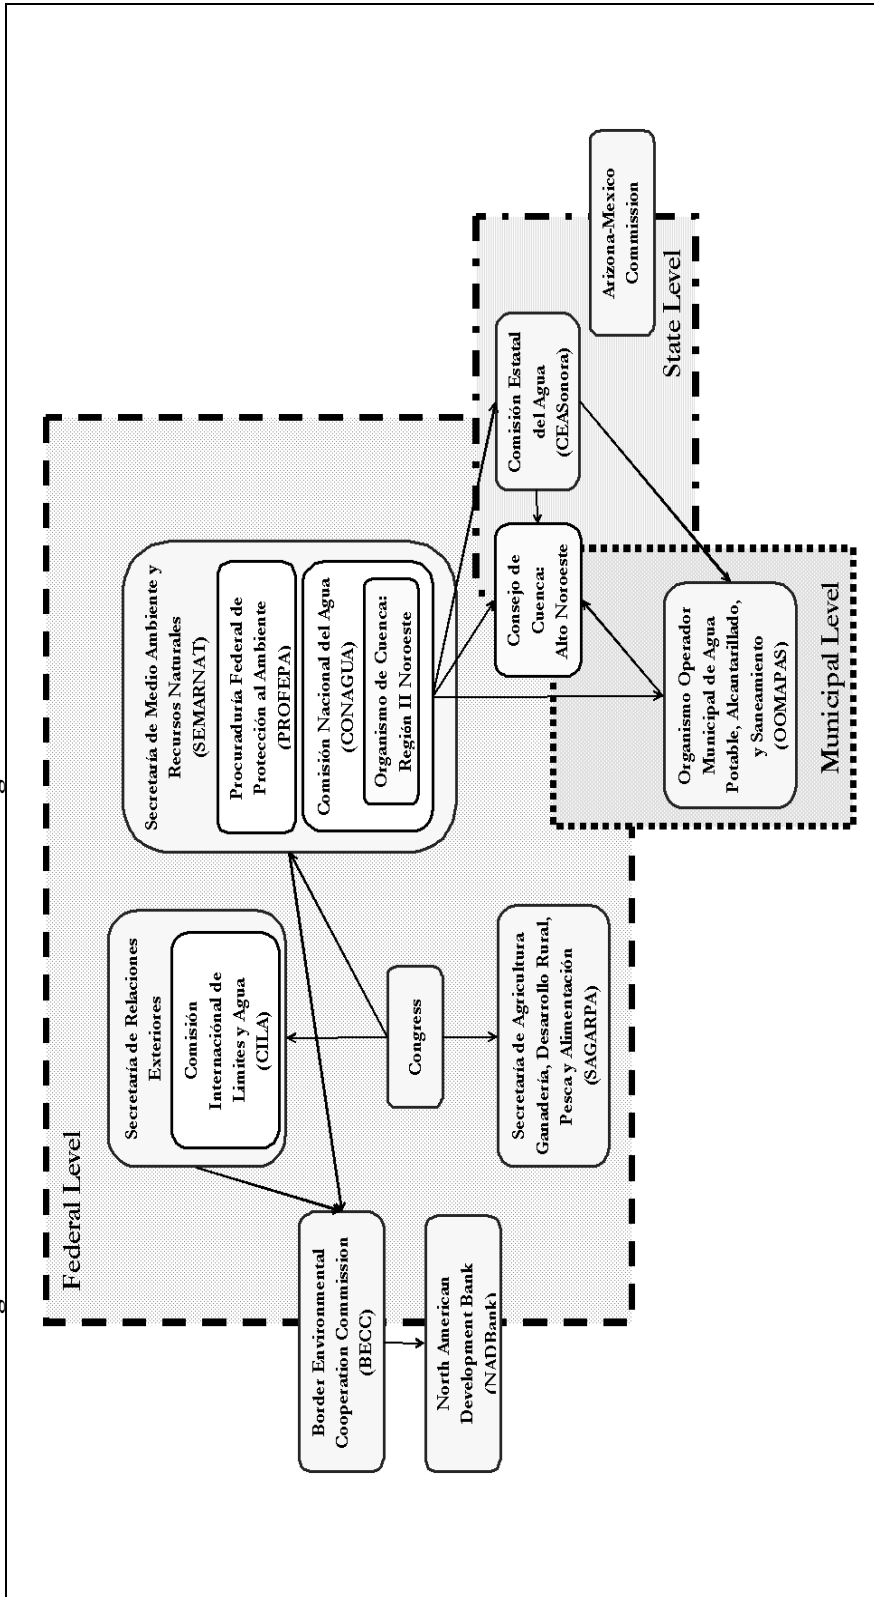 Federal Level
Border Environmental
Cooperation Commission
(BECC)
North American
Development Bank
(NADBank)
Secretaría de Relaciones
Exteriores
Comisión
Internaciónal de
Limites y Agua
(CILA)
Congress
Secretaría de Agricultura
Ganadería, Desarrollo Rural,
Pesca y Alimentación
(SAGARPA)
Secretaría de Medio Ambiente y
Recursos Naturales
(SEMARNAT)
Procuraduría Federal de
Protección al Ambiente
(PROFEPA)
Comisión Nacional del Agua
(CONAGUA)
Organismo de Cuenca:
Región II Noroeste
Consejo de
Cuenca:
Alto Noroeste
Comisión Estatal
del Agua
(CEASonora)
Arizona-Mexico
Commission
State Level
Organismo Operador
Municipal de Agua
Potable, Alcantarillado,
y Saneamiento
(OOMAPAS)
Municipal Level